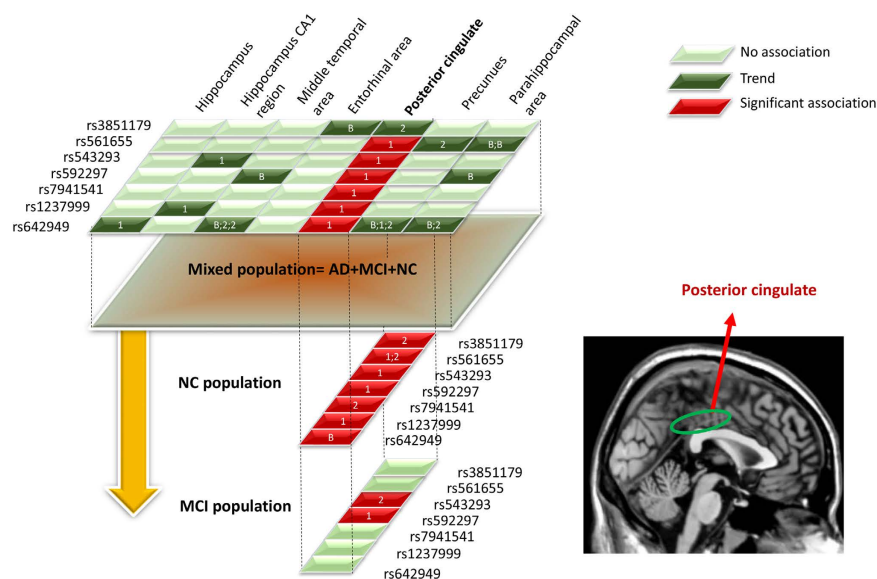 Hippocampus
Hippocampus CA1
region
Middle temporal
area
Entorhinal area
Posterior cingulate
Precunues
Parahippocampal
area
No association
Trend
Significant association
rs3851179
B
2
rs561655
1
2
B;B
rs543293
1
1
rs592297
B
1
B
rs7941541
1
rs1237999
1
1
rs642949
1
B;2;2
1
B;1;2
B;2
Mixed population= AD+MCI+NC
Posterior cingulate
NC population
2
rs3851179
1;2
rs561655
1
rs543293
1
rs592297
2
rs7941541
1
rs1237999
B
rs642949
MCI population
rs3851179
rs561655
2
rs543293
1
rs592297
rs7941541
rs1237999
rs642949